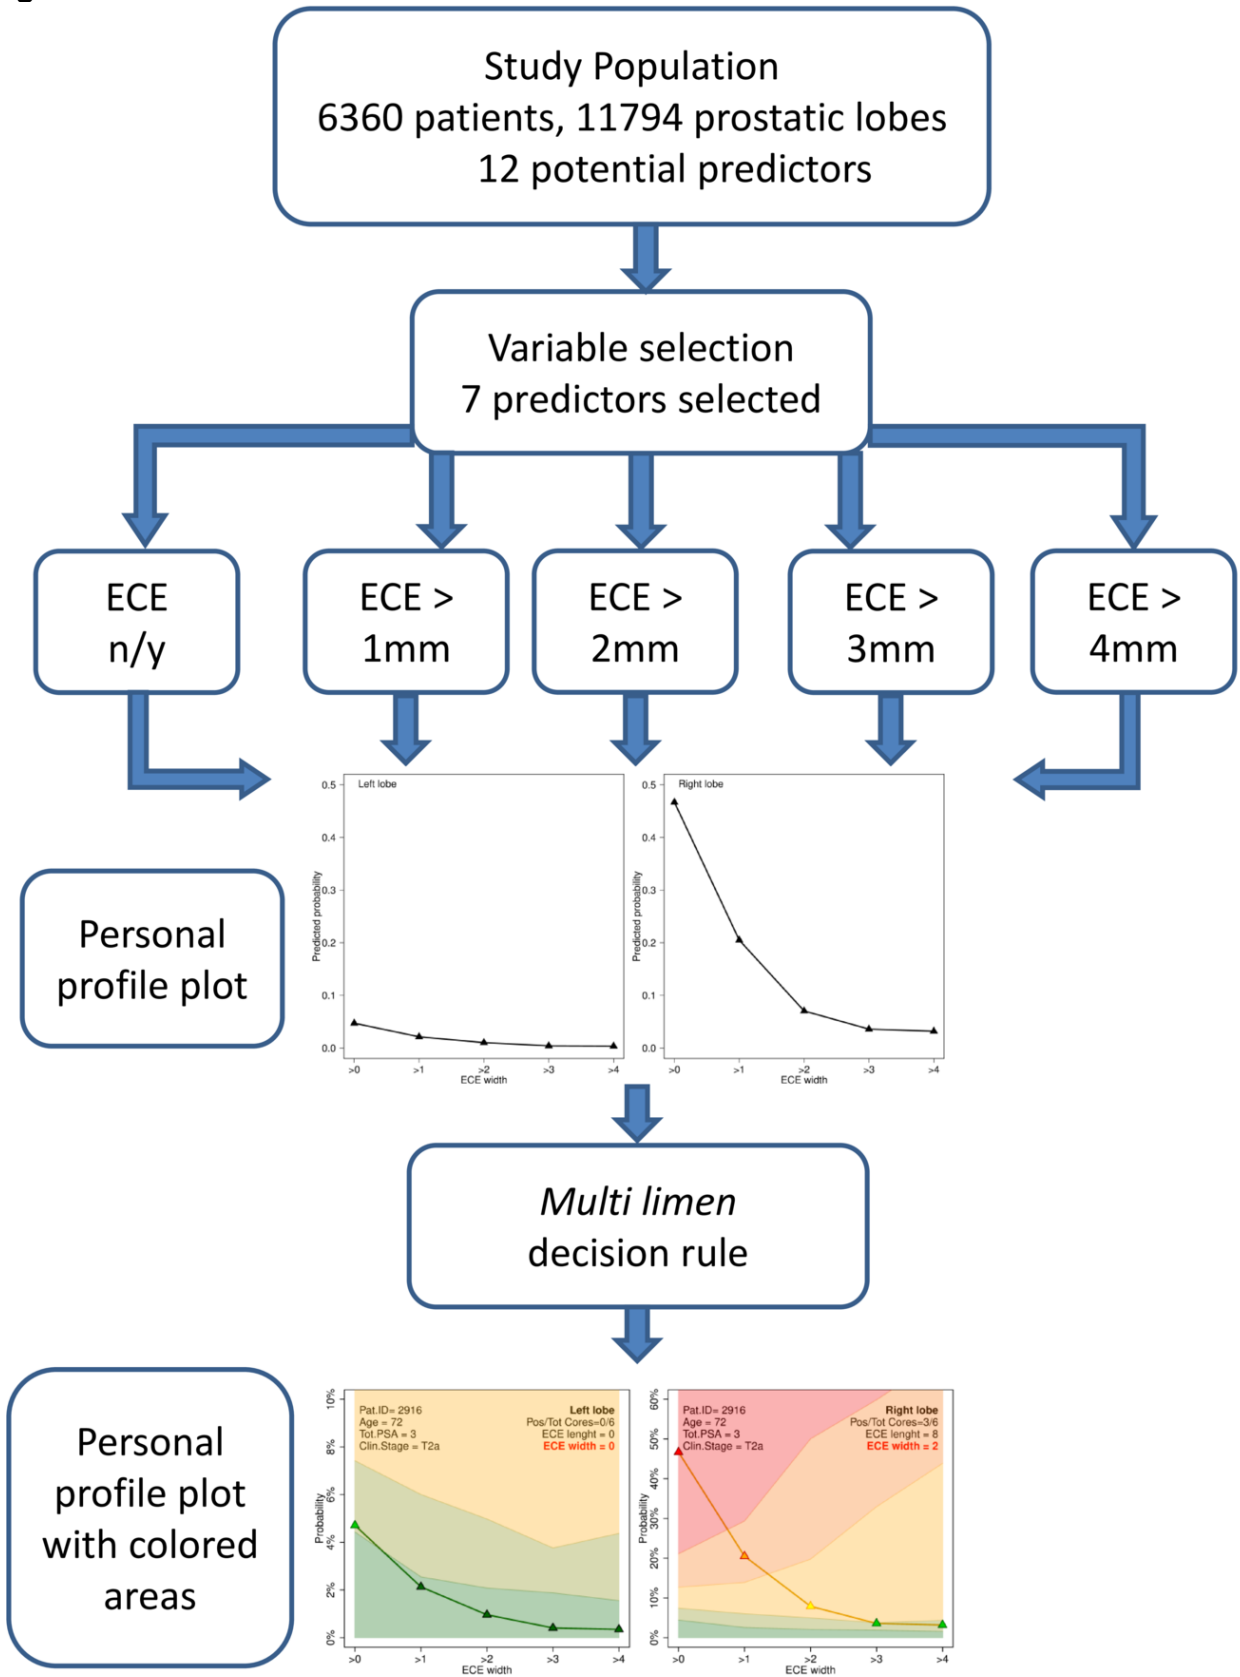 Study Population
6360 patients, 11794 prostatic lobes
12 potential predictors
Variable selection
7 predictors selected
ECE
n/y
ECE >
1mm
ECE >
2mm
ECE >
3mm
ECE >
4mm
Personal
profile plot
Left lobe
Predicted probability
0.5
0.4
0.3
0.2
0.1
0.0
>0 >1 >2 >3 >4
ECE width
Right lobe
Predicted probability
0.5
0.4
0.3
0.2
0.1
0.0
>0 >1 >2 >3 >4
ECE width
Multi limen
decision rule
Personal
profile plot
with colored
areas
Pat.ID= 2916
Age = 72
Tot.PSA = 3
Clin.Stage = T2a
Left lobe
Pos/Tot Cores=0/6
ECE lenght = 0
ECE width = 0
Probability
10%
8%
6%
4%
2%
0%
>0 >1 >2 >3 >4
ECE width
Pat.ID= 2916
Age = 72
Tot.PSA = 3
Clin.Stage = T2a
Right lobe
Pos/Tot Cores=3/6
ECE lenght = 8
ECE width = 2
Probability
60%
50%
40%
30%
20%
10%
0%
>0 >1 >2 >3 >4
ECE width